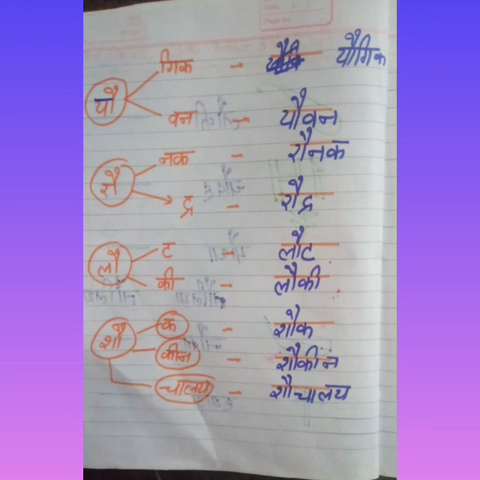 गिक → यौगिक
यौ
वन → यौवन
नक - रौनक
रौ
द्र - रौद्र
ट - लौट
लौ
की - लौकी
क शौक
शौ
कीन - शौकीन
चालय - शौचालय